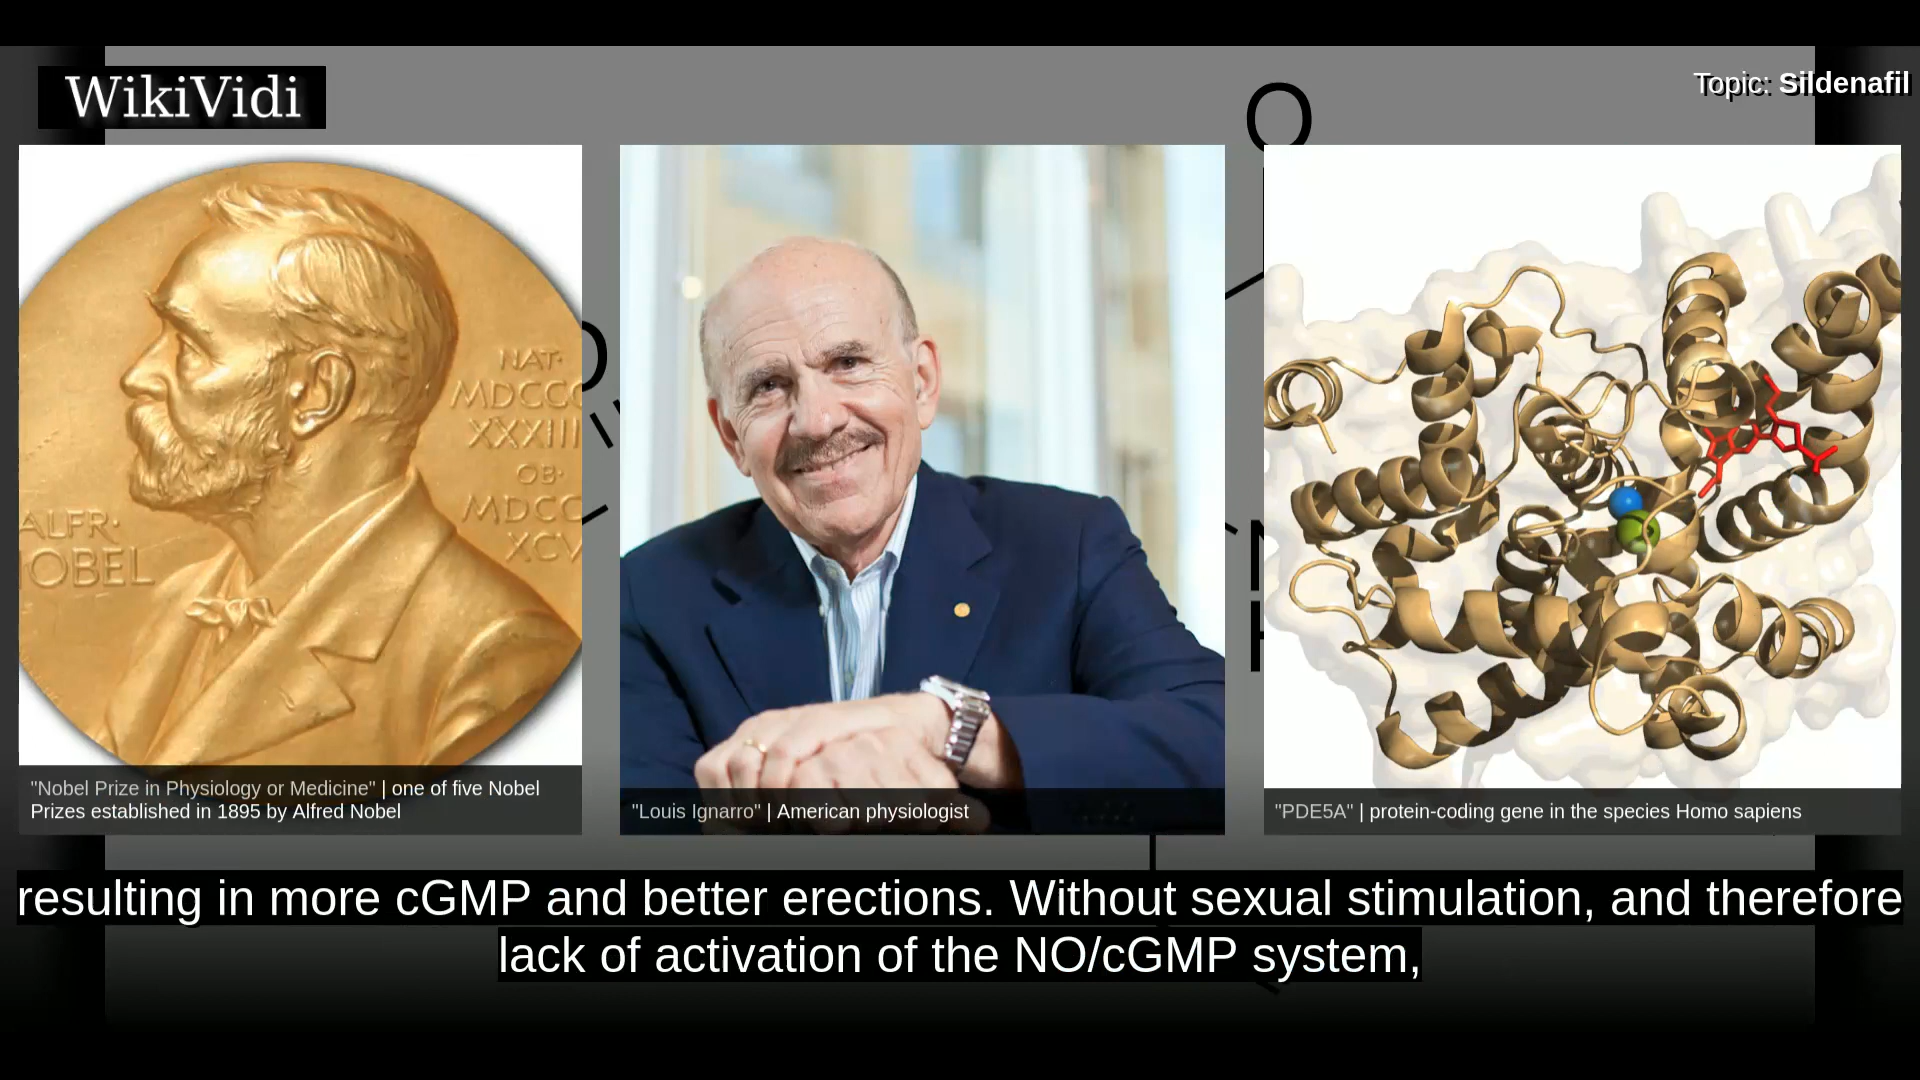 WikiVidi
Topic: Sildenafil
O
O
NAT·
MDCCC
XXXIII
OB·
MDCC
XCV
ALFR·
NOBEL
N
"Nobel Prize in Physiology or Medicine" | one of five Nobel
Prizes established in 1895 by Alfred Nobel
"Louis Ignarro" | American physiologist
"PDE5A" | protein-coding gene in the species Homo sapiens
resulting in more cGMP and better erections. Without sexual stimulation, and therefore
lack of activation of the NO/cGMP system,